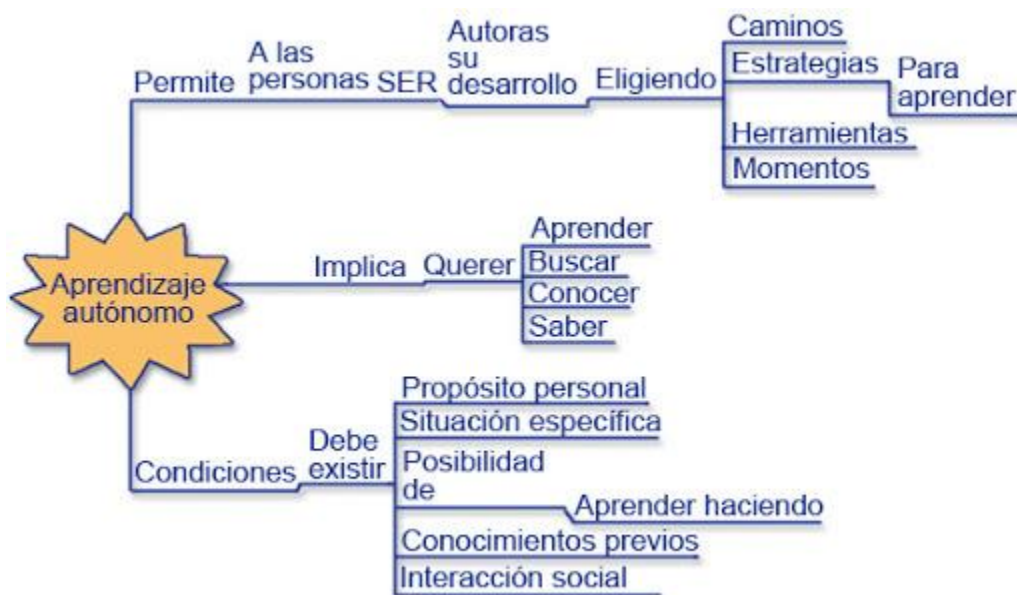 Aprendizaje
autónomo
Permite
A las
personas
SER
Autoras
su
desarrollo
Eligiendo
Caminos
Estrategias
Para
aprender
Herramientas
Momentos
Implica
Querer
Aprender
Buscar
Conocer
Saber
Condiciones
Debe
existir
Propósito personal
Situación específica
Posibilidad
de
Aprender haciendo
Conocimientos previos
Interacción social